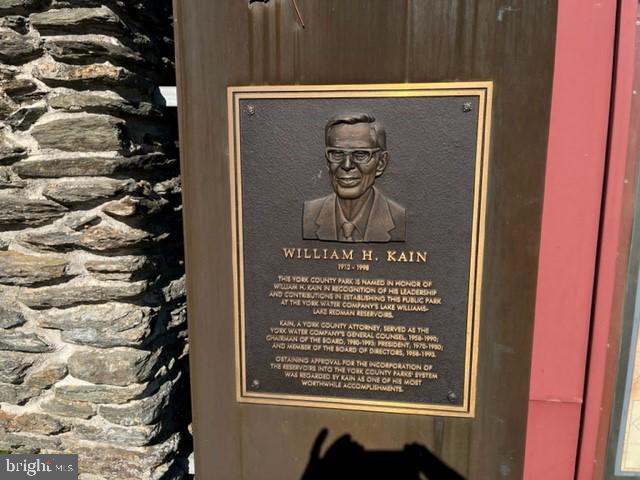 WILLIAM H. KAIN
1912 - 1998
THIS YORK COUNTY PARK IS NAMED IN HONOR OF
WILLIAM H. KAIN IN RECOGNITION OF HIS LEADERSHIP
AND CONTRIBUTIONS IN ESTABLISHING THIS PUBLIC PARK
AT THE YORK WATER COMPANY'S LAKE WILLIAMS-
LAKE REDMAN RESERVOIRS.
KAIN, A YORK COUNTY ATTORNEY, SERVED AS THE
YORK WATER COMPANY'S GENERAL COUNSEL, 1958-1990;
CHAIRMAN OF THE BOARD, 1980-1993; PRESIDENT, 1976-1980;
AND MEMBER OF THE BOARD OF DIRECTORS, 1958-1993.
OBTAINING APPROVAL FOR THE INCORPORATION OF
THE RESERVOIRS INTO THE YORK COUNTY PARKS' SYSTEM
WAS REGARDED BY KAIN AS ONE OF HIS MOST
WORTHWHILE ACCOMPLISHMENTS.
bright MLS